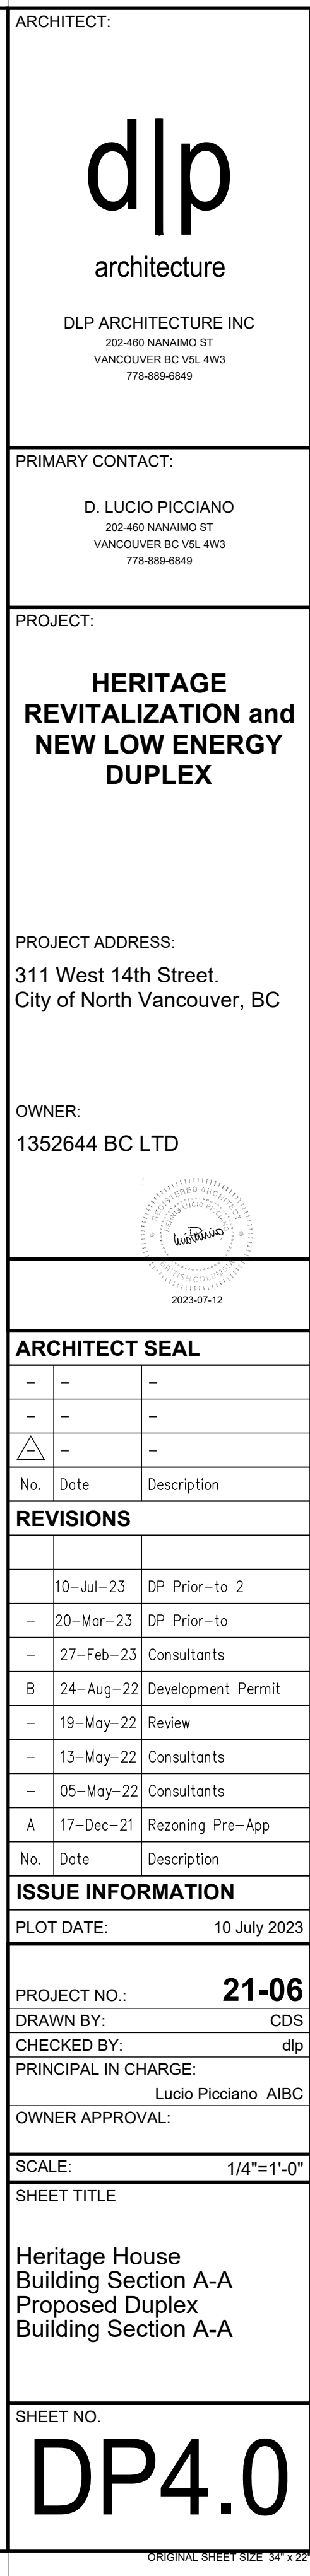 ARCHITECT:
d|p
architecture
DLP ARCHITECTURE INC
202-460 NANAIMO ST
VANCOUVER BC V5L 4W3
778-889-6849
PRIMARY CONTACT:
D. LUCIO PICCIANO
202-460 NANAIMO ST
VANCOUVER BC V5L 4W3
778-889-6849
PROJECT:
HERITAGE
REVITALIZATION and
NEW LOW ENERGY
DUPLEX
PROJECT ADDRESS:
311 West 14th Street.
City of North Vancouver, BC
OWNER:
1352644 BC LTD
REGISTERED ARCHITECT
DENNIS LUCIO PICCIANO
BRITISH COLUMBIA
2023-07-12
ARCHITECT SEAL
– – –
– – –
– – –
No. Date Description
REVISIONS
10-Jul-23 DP Prior-to 2
– 20-Mar-23 DP Prior-to
– 27-Feb-23 Consultants
B 24-Aug-22 Development Permit
– 19-May-22 Review
– 13-May-22 Consultants
– 05-May-22 Consultants
A 17-Dec-21 Rezoning Pre-App
No. Date Description
ISSUE INFORMATION
PLOT DATE: 10 July 2023
PROJECT NO.: 21-06
DRAWN BY: CDS
CHECKED BY: dlp
PRINCIPAL IN CHARGE:
Lucio Picciano AIBC
OWNER APPROVAL:
SCALE: 1/4"=1'-0"
SHEET TITLE
Heritage House
Building Section A-A
Proposed Duplex
Building Section A-A
SHEET NO.
DP4.0
ORIGINAL SHEET SIZE 34" x 22"